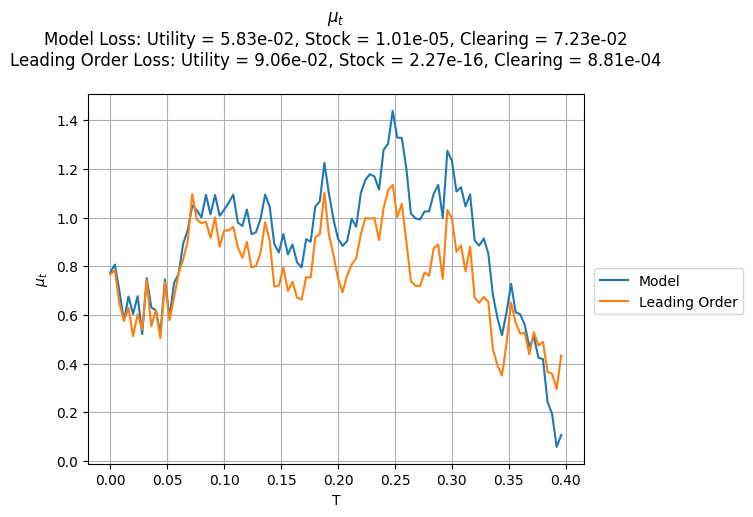 μt
Model Loss: Utility = 5.83e-02, Stock = 1.01e-05, Clearing = 7.23e-02
Leading Order Loss: Utility = 9.06e-02, Stock = 2.27e-16, Clearing = 8.81e-04
1.4
1.2
1.0
0.8
0.6
0.4
0.2
0.0
μt
0.00 0.05 0.10 0.15 0.20 0.25 0.30 0.35 0.40
T
Model
Leading Order